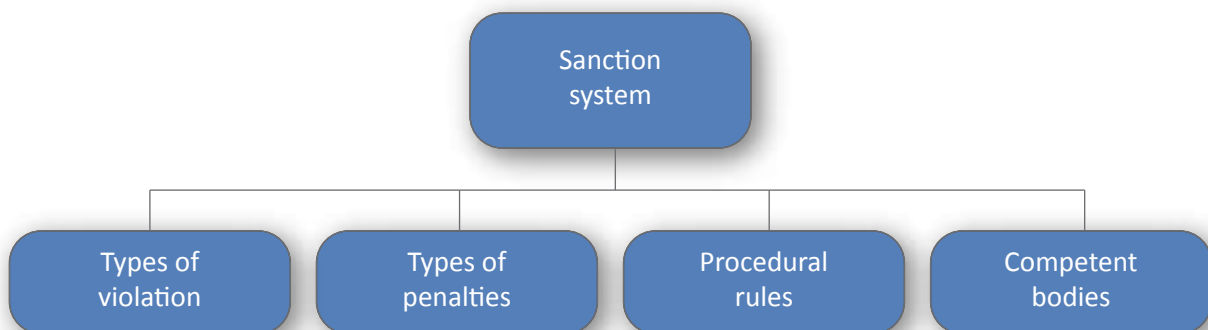 Sanction
system
Types of
violation
Types of
penalties
Procedural
rules
Competent
bodies